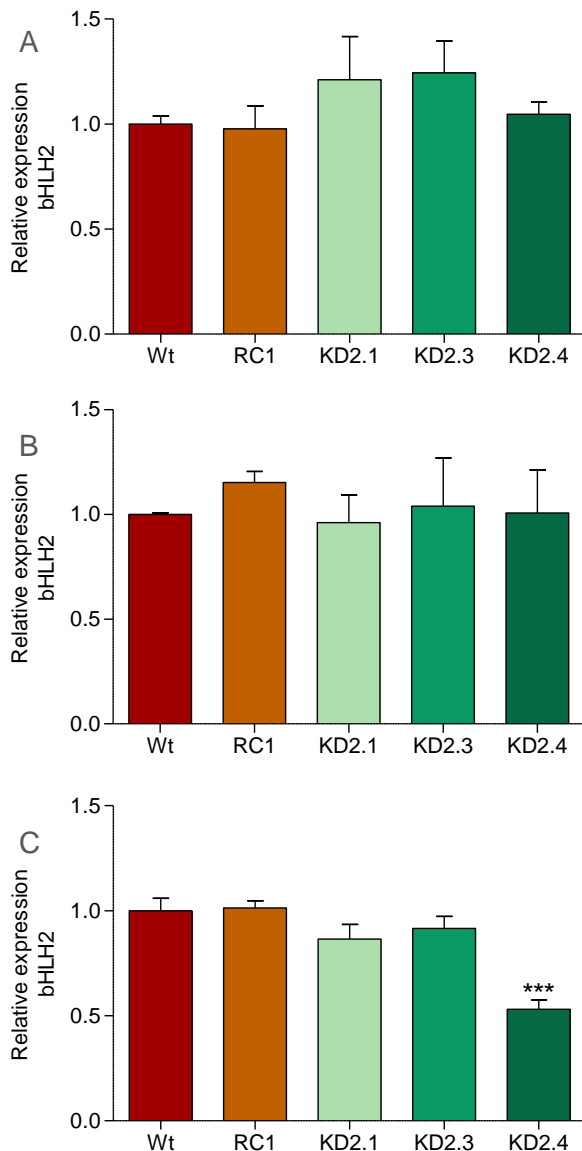 A
Relative expression
bHLH2
1.5
1.0
0.5
0.0
Wt RC1 KD2.1 KD2.3 KD2.4
B
Relative expression
bHLH2
1.5
1.0
0.5
0.0
Wt RC1 KD2.1 KD2.3 KD2.4
C
Relative expression
bHLH2
1.5
1.0
0.5
0.0
***
Wt RC1 KD2.1 KD2.3 KD2.4